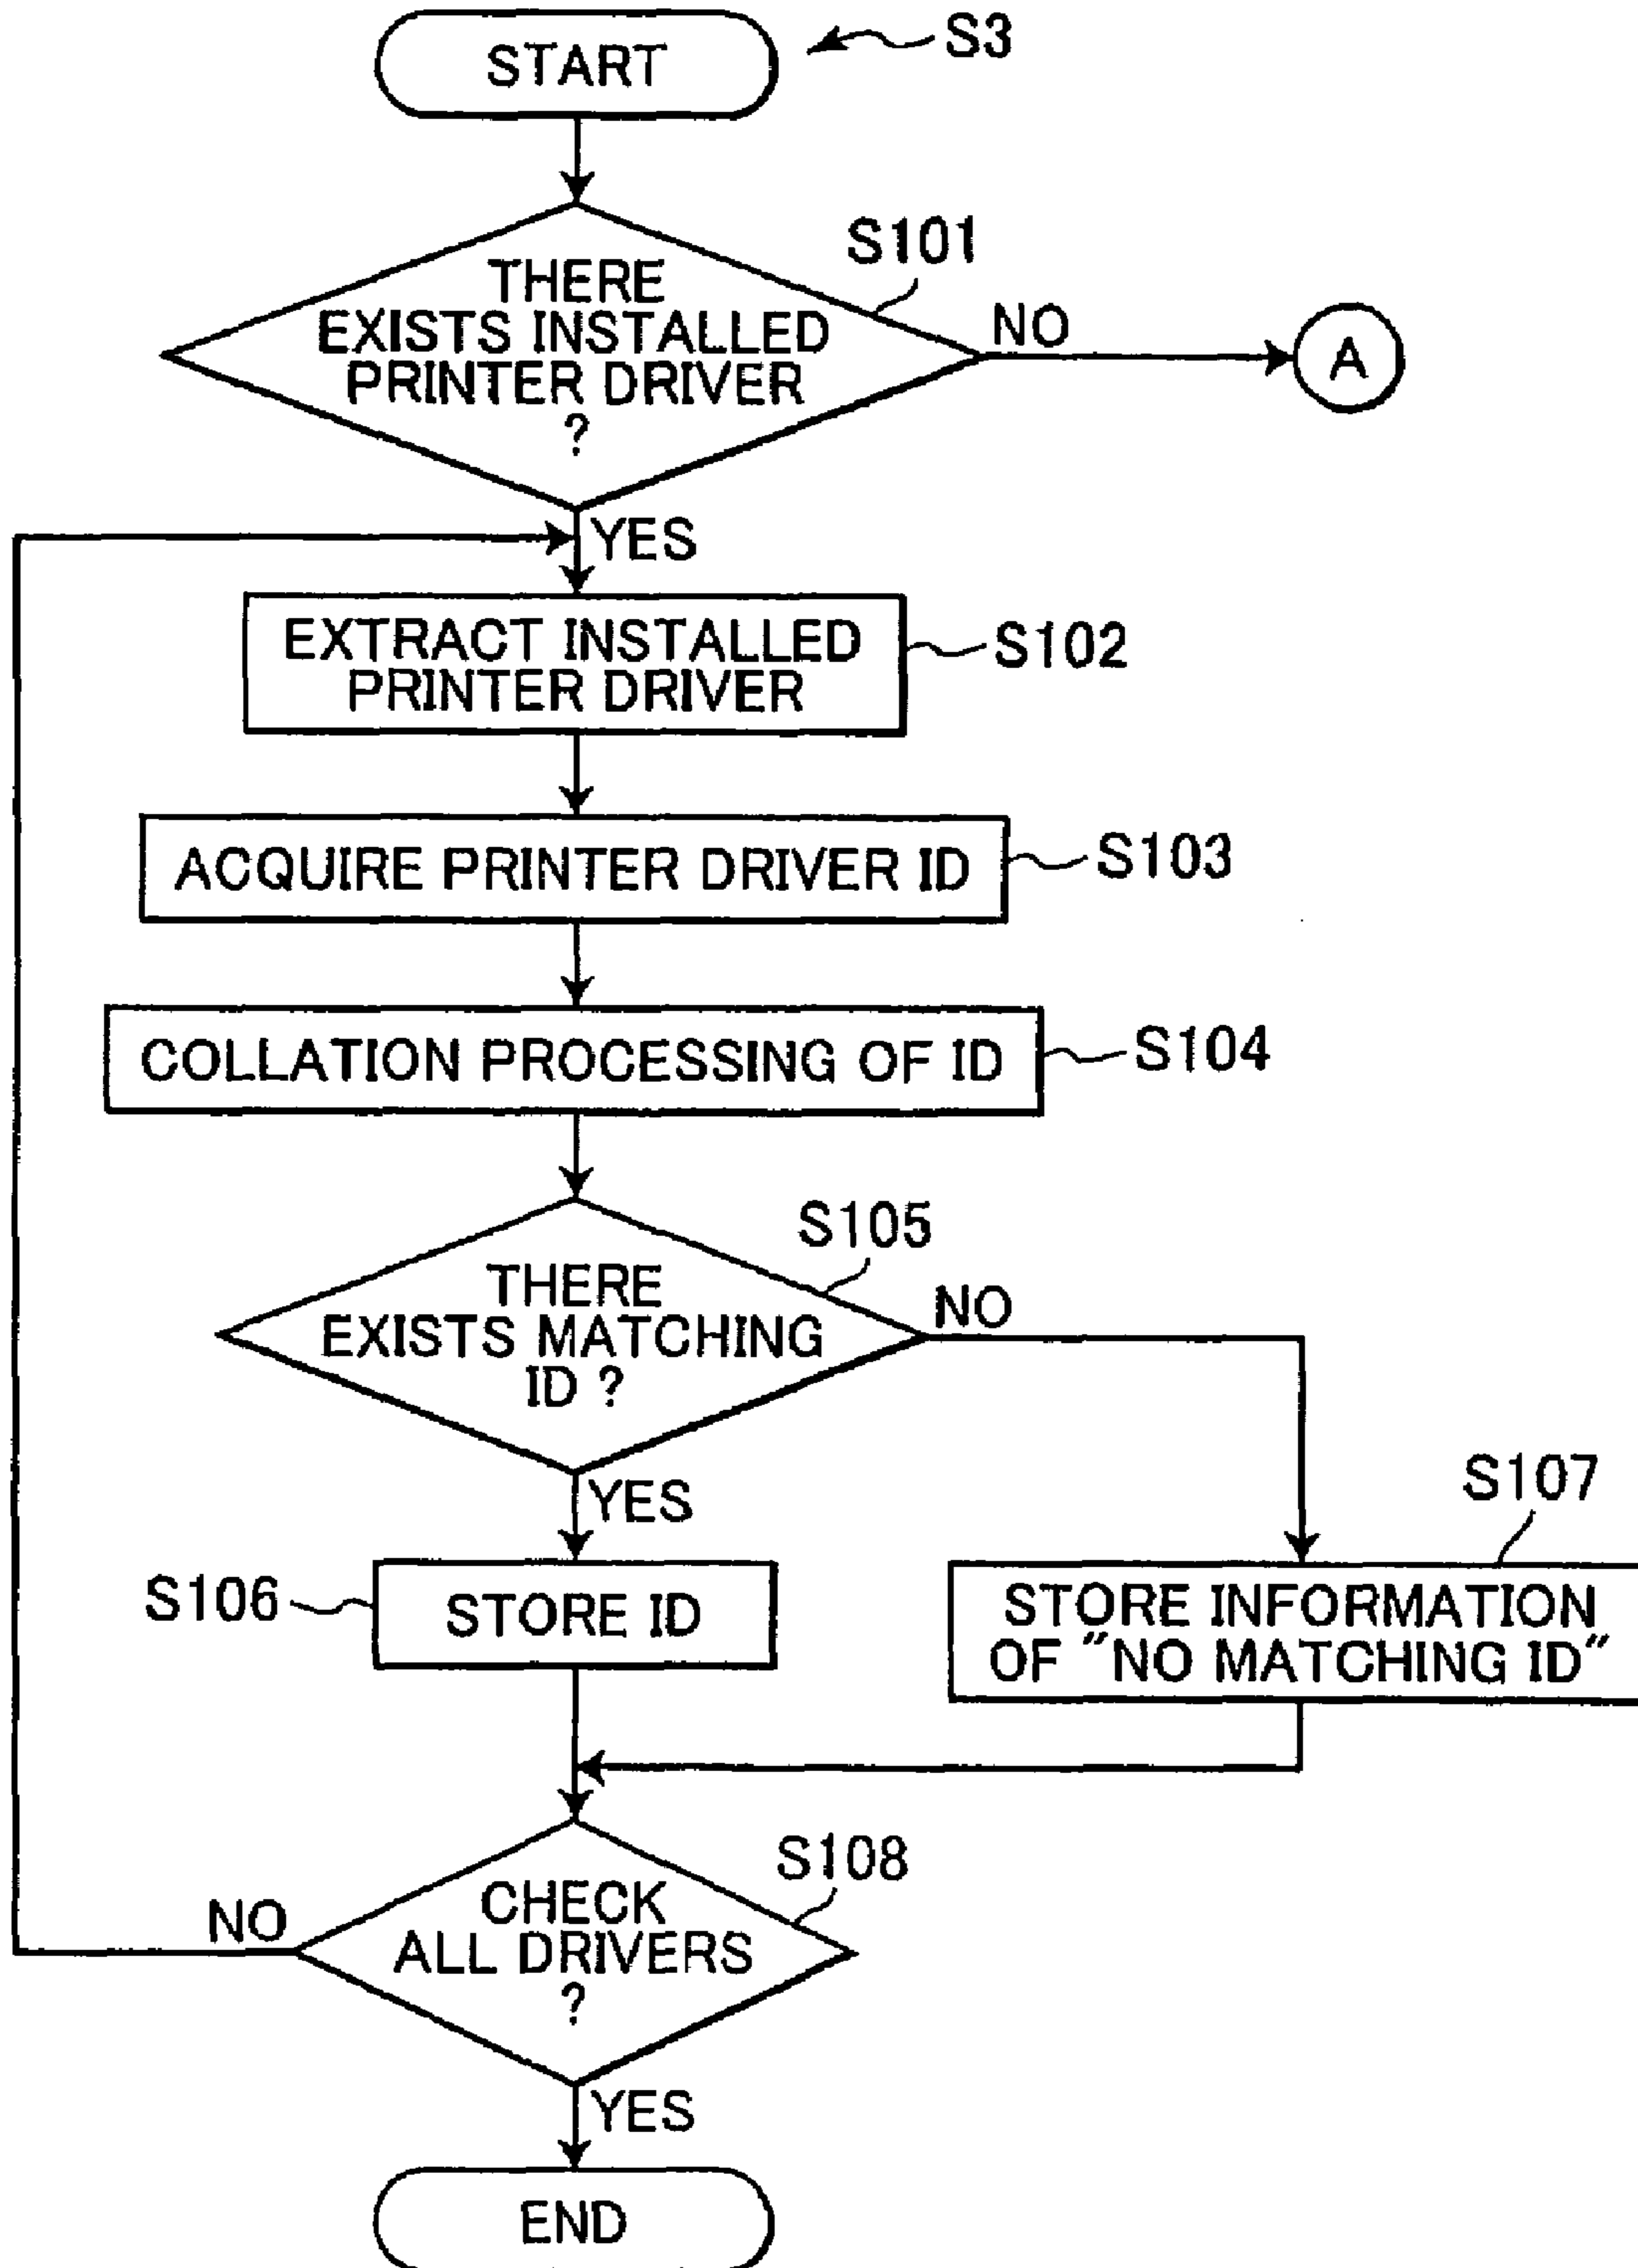 START
S3
S101
THERE
EXISTS INSTALLED
PRINTER DRIVER
?
NO
A
YES
EXTRACT INSTALLED
PRINTER DRIVER
S102
ACQUIRE PRINTER DRIVER ID
S103
COLLATION PROCESSING OF ID
S104
S105
THERE
EXISTS MATCHING
ID ?
NO
YES
S107
S106
STORE ID
STORE INFORMATION
OF "NO MATCHING ID"
S108
CHECK
ALL DRIVERS
?
NO
YES
END